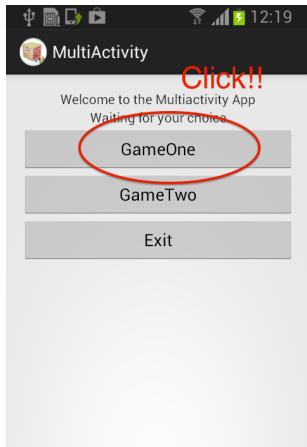 12:19
MultiActivity
Click!!
Welcome to the Multiactivity App
Waiting for your choice
GameOne
GameTwo
Exit